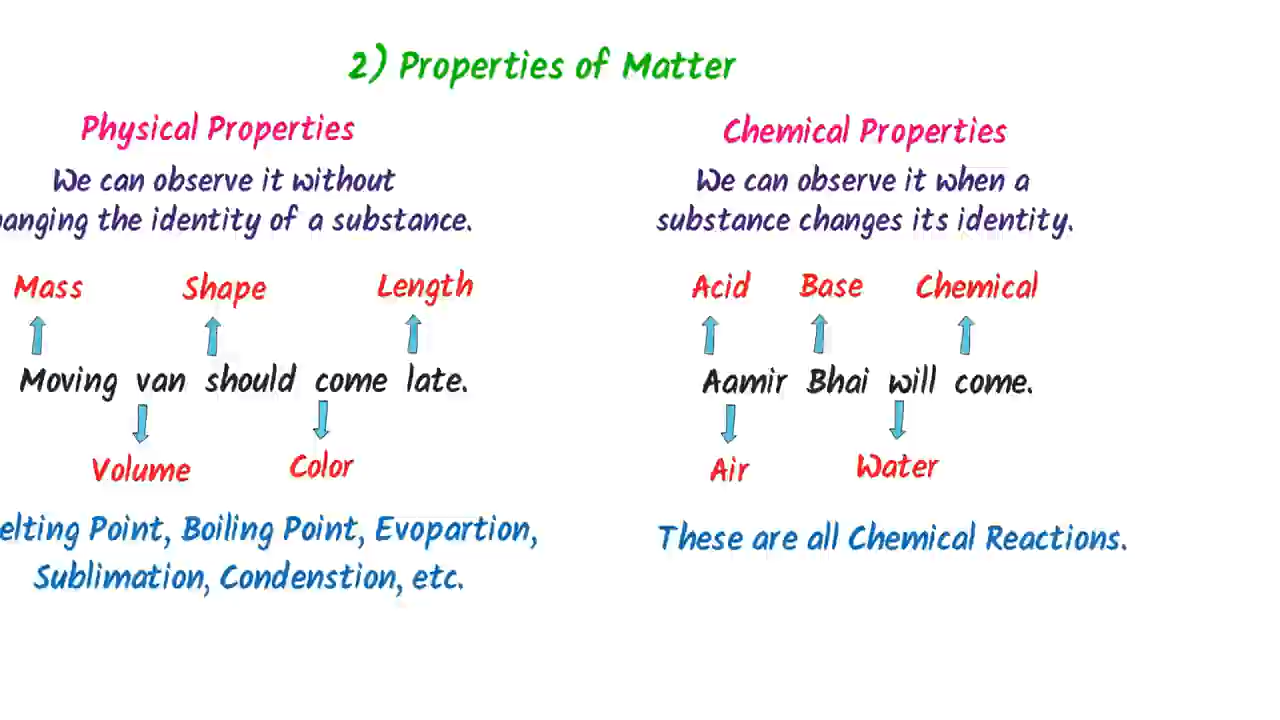 2) Properties of Matter
Physical Properties
We can observe it without
hanging the identity of a substance.
Mass Shape Length
Moving van should come late.
Volume Color
elting Point, Boiling Point, Evopartion,
Sublimation, Condenstion, etc.
Chemical Properties
We can observe it when a
substance changes its identity.
Acid Base Chemical
Aamir Bhai will come.
Air Water
These are all Chemical Reactions.